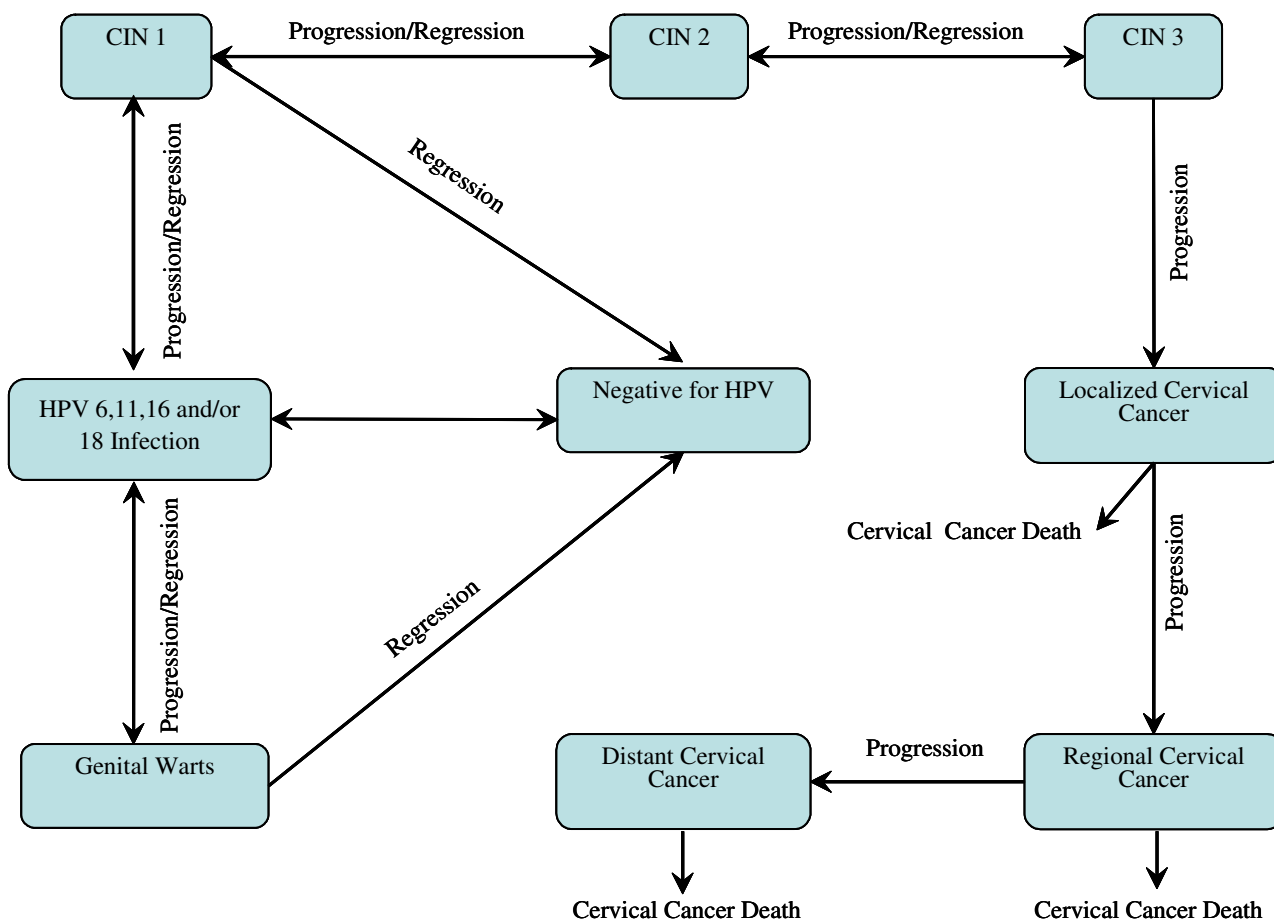 CIN 1
Progression/Regression
CIN 2
Progression/Regression
CIN 3
Regression
Progression/Regression
Progression
HPV 6,11,16 and/or
18 Infection
Negative for HPV
Localized Cervical
Cancer
Cervical Cancer Death
Progression/Regression
Regression
Progression
Genital Warts
Distant Cervical
Cancer
Progression
Regional Cervical
Cancer
Cervical Cancer Death
Cervical Cancer Death